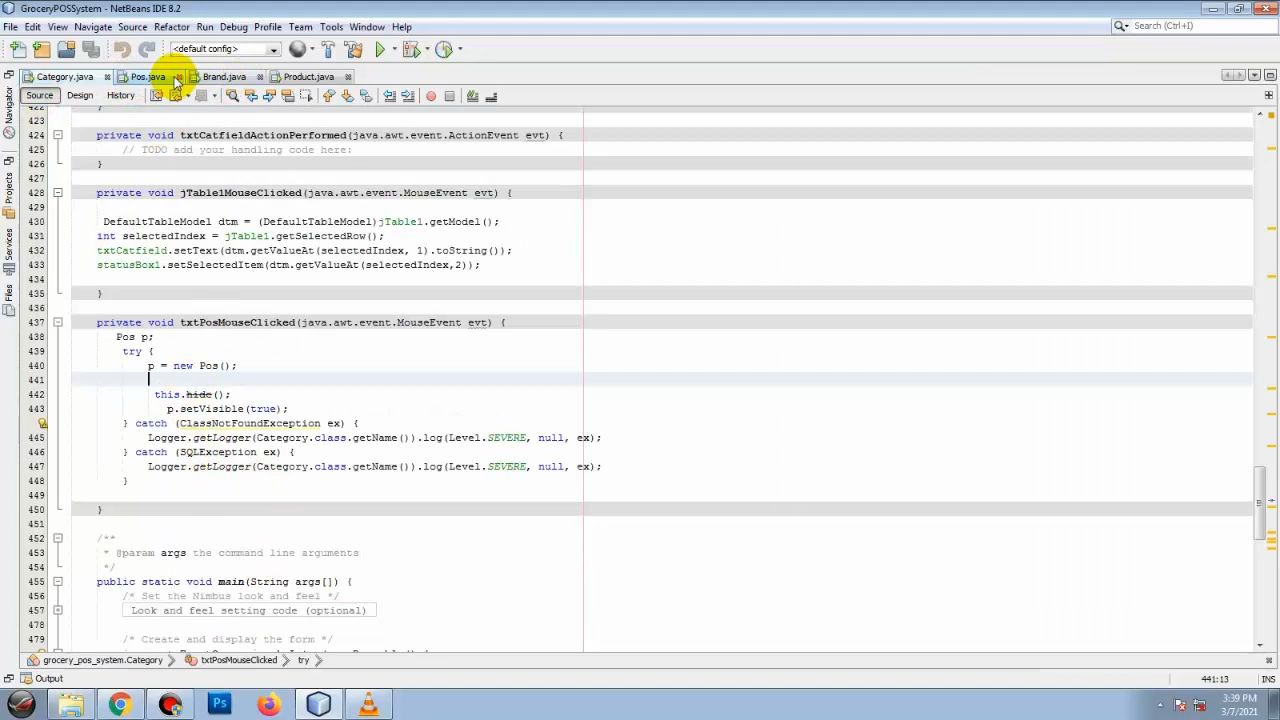 GroceryPOSSystem - NetBeans IDE 8.2
File Edit View Navigate Source Refactor Run Debug Profile Team Tools Window Help
Search (Ctrl+I)
<default config>
Category.java Pos.java Brand.java Product.java
Source Design History
Navigator
Projects
Services
Files
422 }
423
424 private void txtCatfieldActionPerformed(java.awt.event.ActionEvent evt) {
425 // TODO add your handling code here:
426 }
427
428 private void jTable1MouseClicked(java.awt.event.MouseEvent evt) {
429
430 DefaultTableModel dtm = (DefaultTableModel)jTable1.getModel();
431 int selectedIndex = jTable1.getSelectedRow();
432 txtCatfield.setText(dtm.getValueAt(selectedIndex, 1).toString());
433 statusBox1.setSelectedItem(dtm.getValueAt(selectedIndex,2));
434
435 }
436
437 private void txtPosMouseClicked(java.awt.event.MouseEvent evt) {
438 Pos p;
439 try {
440 p = new Pos();
441
442 this.hide();
443 p.setVisible(true);
} catch (ClassNotFoundException ex) {
445 Logger.getLogger(Category.class.getName()).log(Level.SEVERE, null, ex);
446 } catch (SQLException ex) {
447 Logger.getLogger(Category.class.getName()).log(Level.SEVERE, null, ex);
448 }
449
450 }
451
452 /**
453 * @param args the command line arguments
454 */
455 public static void main(String args[]) {
456 /* Set the Nimbus look and feel */
457 Look and feel setting code (optional)
478
479 /* Create and display the form */
grocery_pos_system.Category txtPosMouseClicked try
Output
441:13 INS
Ps
3:39 PM
3/7/2021